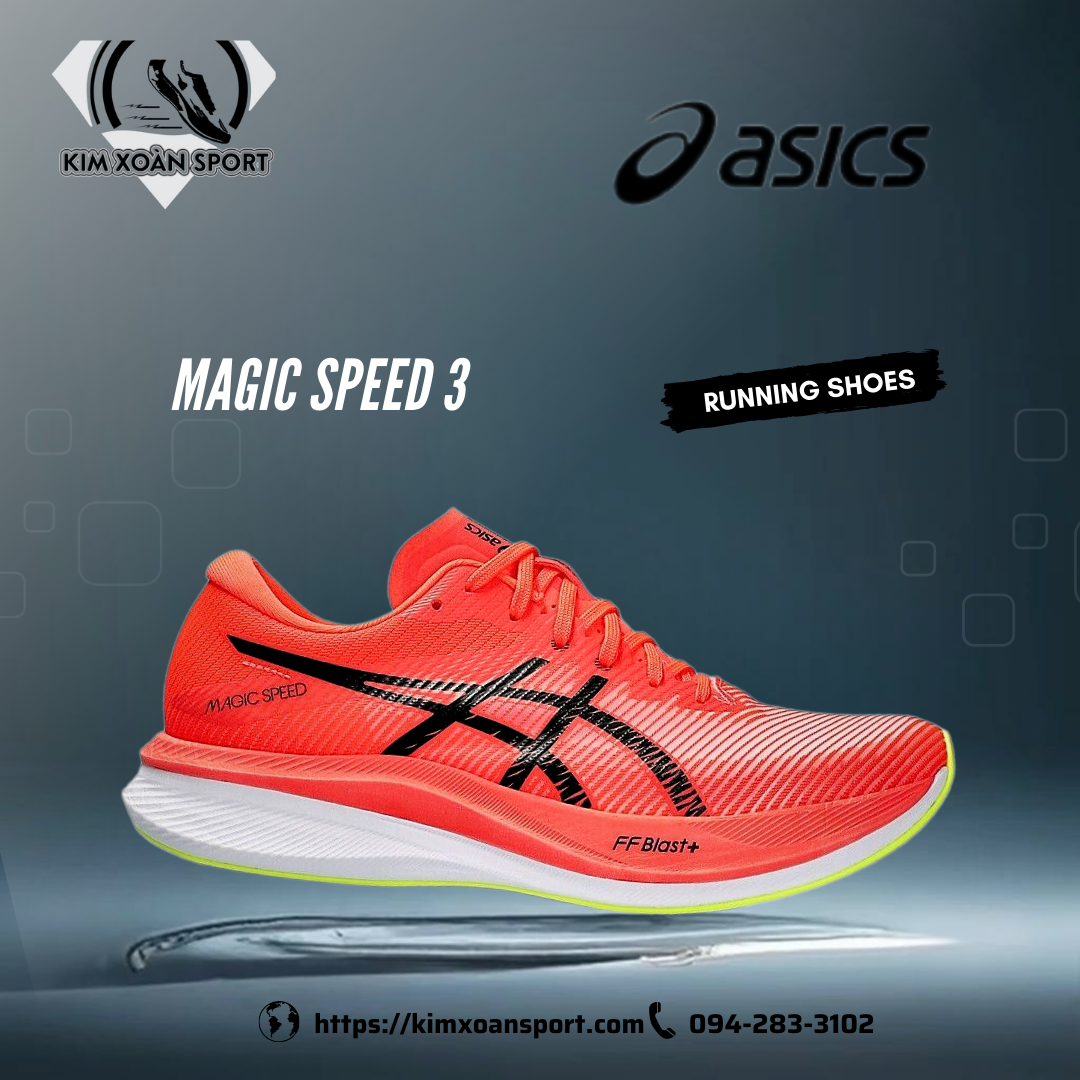 KIM XOÀN SPORT
asics
MAGIC SPEED 3
RUNNING SHOES
asics
MAGIC SPEED
FF Blast+
https://kimxoansport.com
094-283-3102